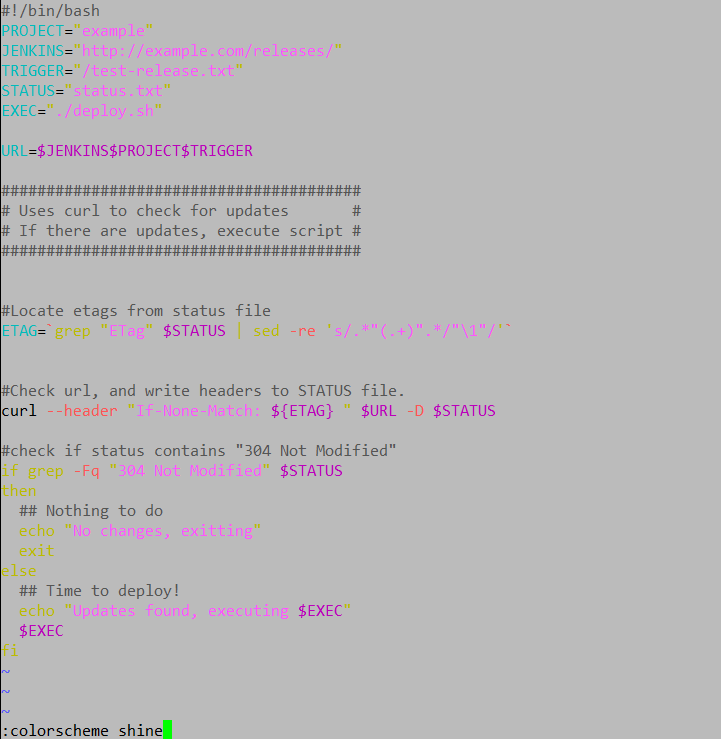 #!/bin/bash
PROJECT="example"
JENKINS="http://example.com/releases/"
TRIGGER="/test-release.txt"
STATUS="status.txt"
EXEC="./deploy.sh"
URL=$JENKINS$PROJECT$TRIGGER
########################################
# Uses curl to check for updates       #
# If there are updates, execute script #
########################################
#Locate etags from status file
ETAG=`grep "ETag" $STATUS | sed -re 's/.*"(.+)".*/"\1"/'`
#Check url, and write headers to STATUS file.
curl --header "If-None-Match: ${ETAG} " $URL -D $STATUS
#check if status contains "304 Not Modified"
if grep -Fq "304 Not Modified" $STATUS
then
  ## Nothing to do
  echo "No changes, exitting"
  exit
else
  ## Time to deploy!
  echo "Updates found, executing $EXEC"
  $EXEC
fi
~
~
~
:colorscheme shine